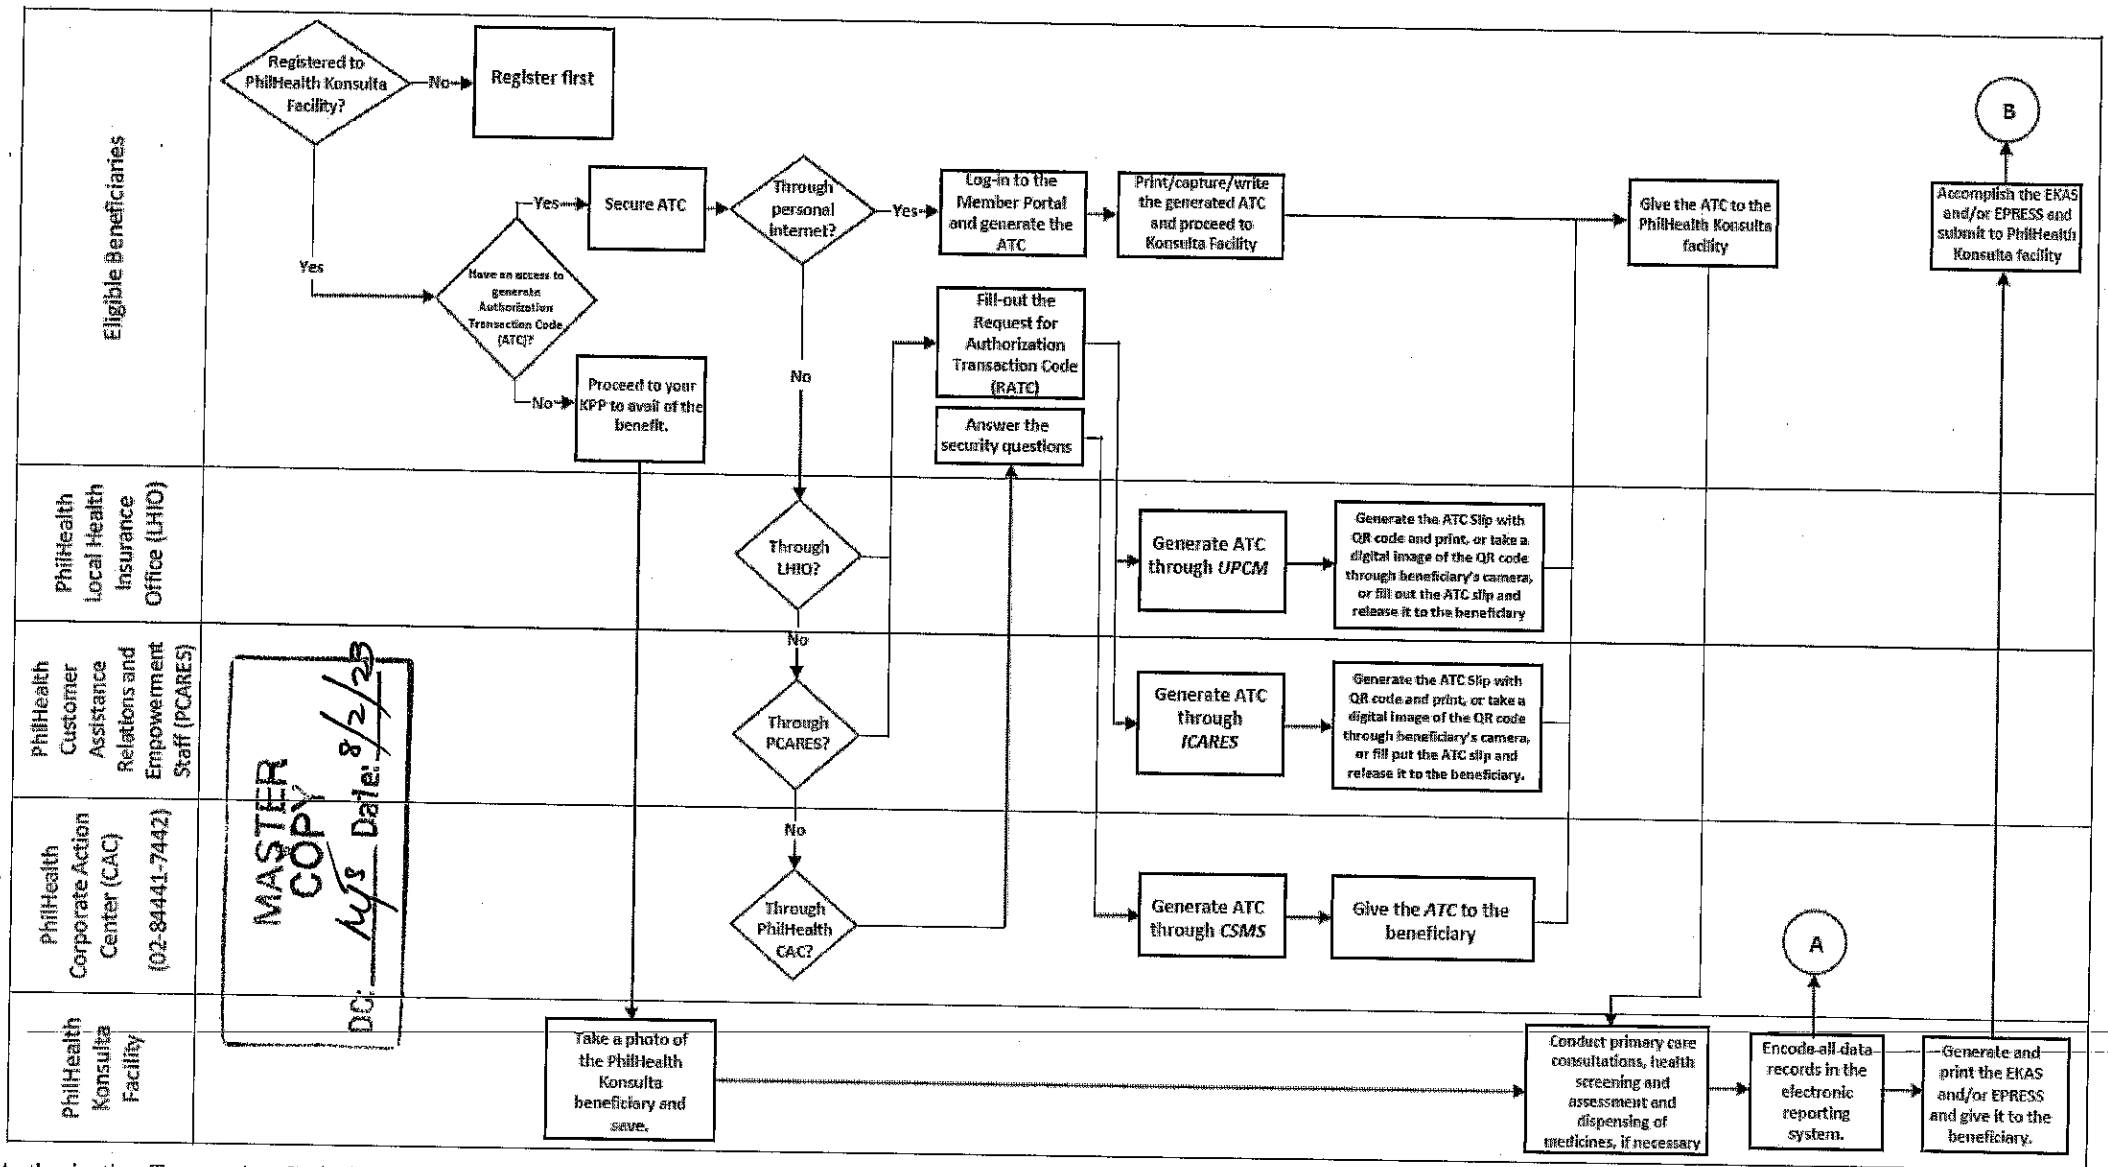 Eligible Beneficiaries
Registered to
PhilHealth Konsulta
Facility?
No
Register first
Yes
Have an access to
generate
Authorization
Transaction Code
(ATC)?
Yes
Secure ATC
No
Proceed to your
KPP to avail of the
benefit.
Through
personal
internet?
Yes
Log-in to the
Member Portal
and generate the
ATC
Print/capture/write
the generated ATC
and proceed to
Konsulta Facility
Give the ATC to the
PhilHealth Konsulta
facility
B
Accomplish the EKAS
and/or EPRESS and
submit to PhilHealth
Konsulta facility
No
Fill-out the
Request for
Authorization
Transaction Code
(RATC)
Answer the
security questions
PhilHealth
Local Health
Insurance
Office (LHIO)
Through
LHIO?
Generate ATC
through UPCM
Generate the ATC Slip with
QR code and print, or take a
digital image of the QR code
through beneficiary's camera,
or fill out the ATC slip and
release it to the beneficiary
No
PhilHealth
Customer
Assistance
Relations and
Empowerment
Staff (PCARES)
Through
PCARES?
Generate ATC
through
ICARES
Generate the ATC Slip with
QR code and print, or take a
digital image of the QR code
through beneficiary's camera,
or fill put the ATC slip and
release it to the beneficiary.
No
PhilHealth
Corporate Action
Center (CAC)
(02-84441-7442)
Through
PhilHealth
CAC?
Generate ATC
through CSMS
Give the ATC to the
beneficiary
A
MASTER
COPY
DC: Date: 8/2/23
PhilHealth
Konsulta
Facility
Take a photo of
the PhilHealth
Konsulta
beneficiary and
save.
Conduct primary care
consultations, health
screening and
assessment and
dispensing of
medicines, if necessary
Encode all data
records in the
electronic
reporting
system.
Generate and
print the EKAS
and/or EPRESS
and give it to the
beneficiary.